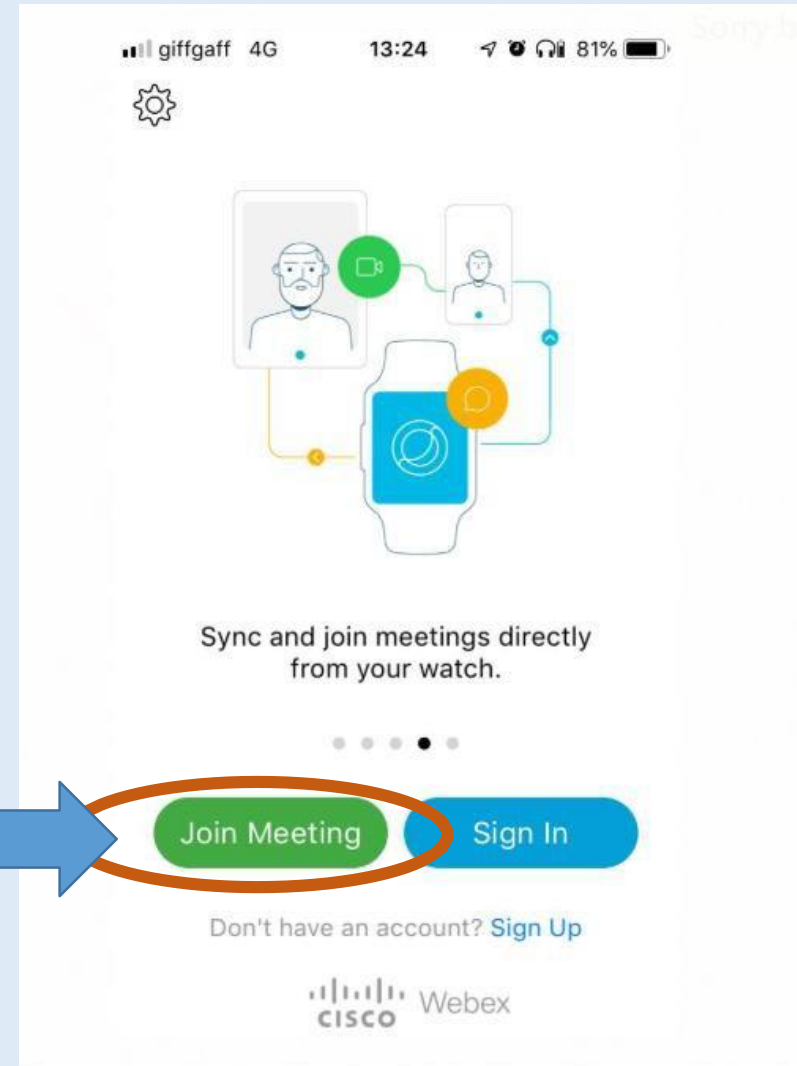 giffgaff 4G 13:24 81%
Sync and join meetings directly
from your watch.
Join Meeting Sign In
Don't have an account? Sign Up
CISCO Webex